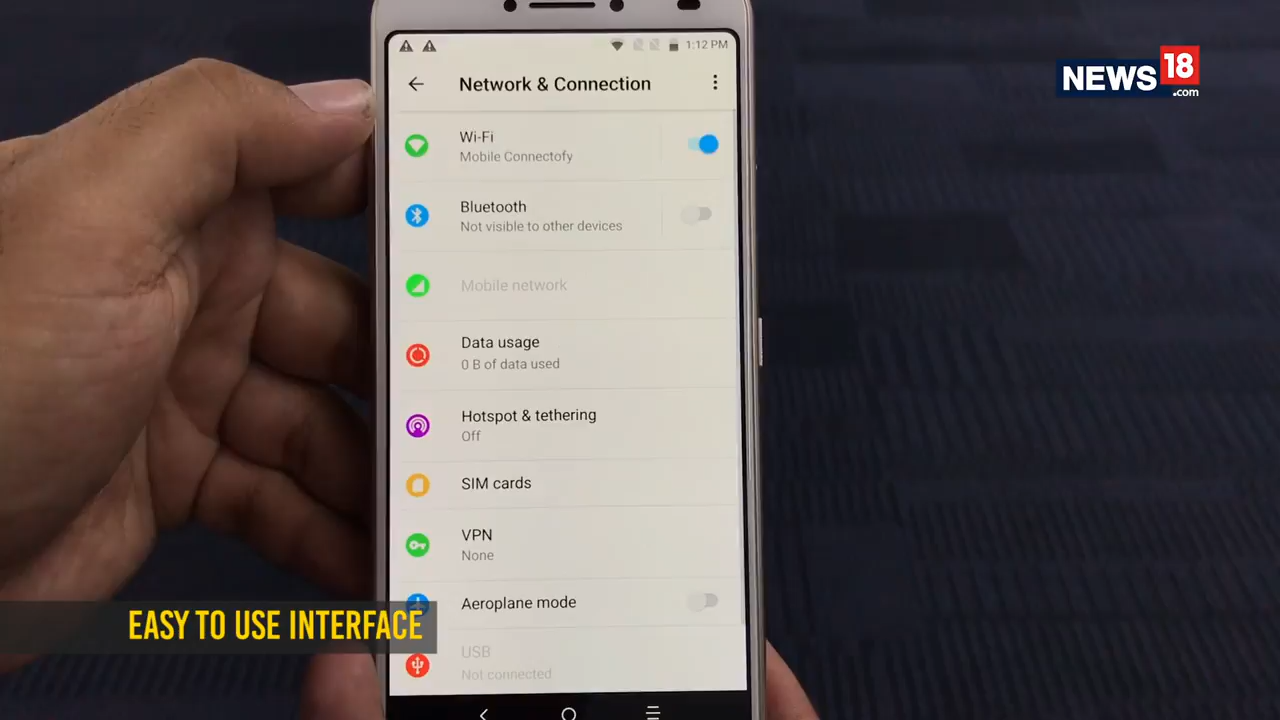 1:12 PM
NEWS 18
.com
Network & Connection
Wi-Fi
Mobile Connectofy
Bluetooth
Not visible to other devices
Mobile network
Data usage
0 B of data used
Hotspot & tethering
Off
SIM cards
VPN
None
Aeroplane mode
EASY TO USE INTERFACE
USB
Not connected